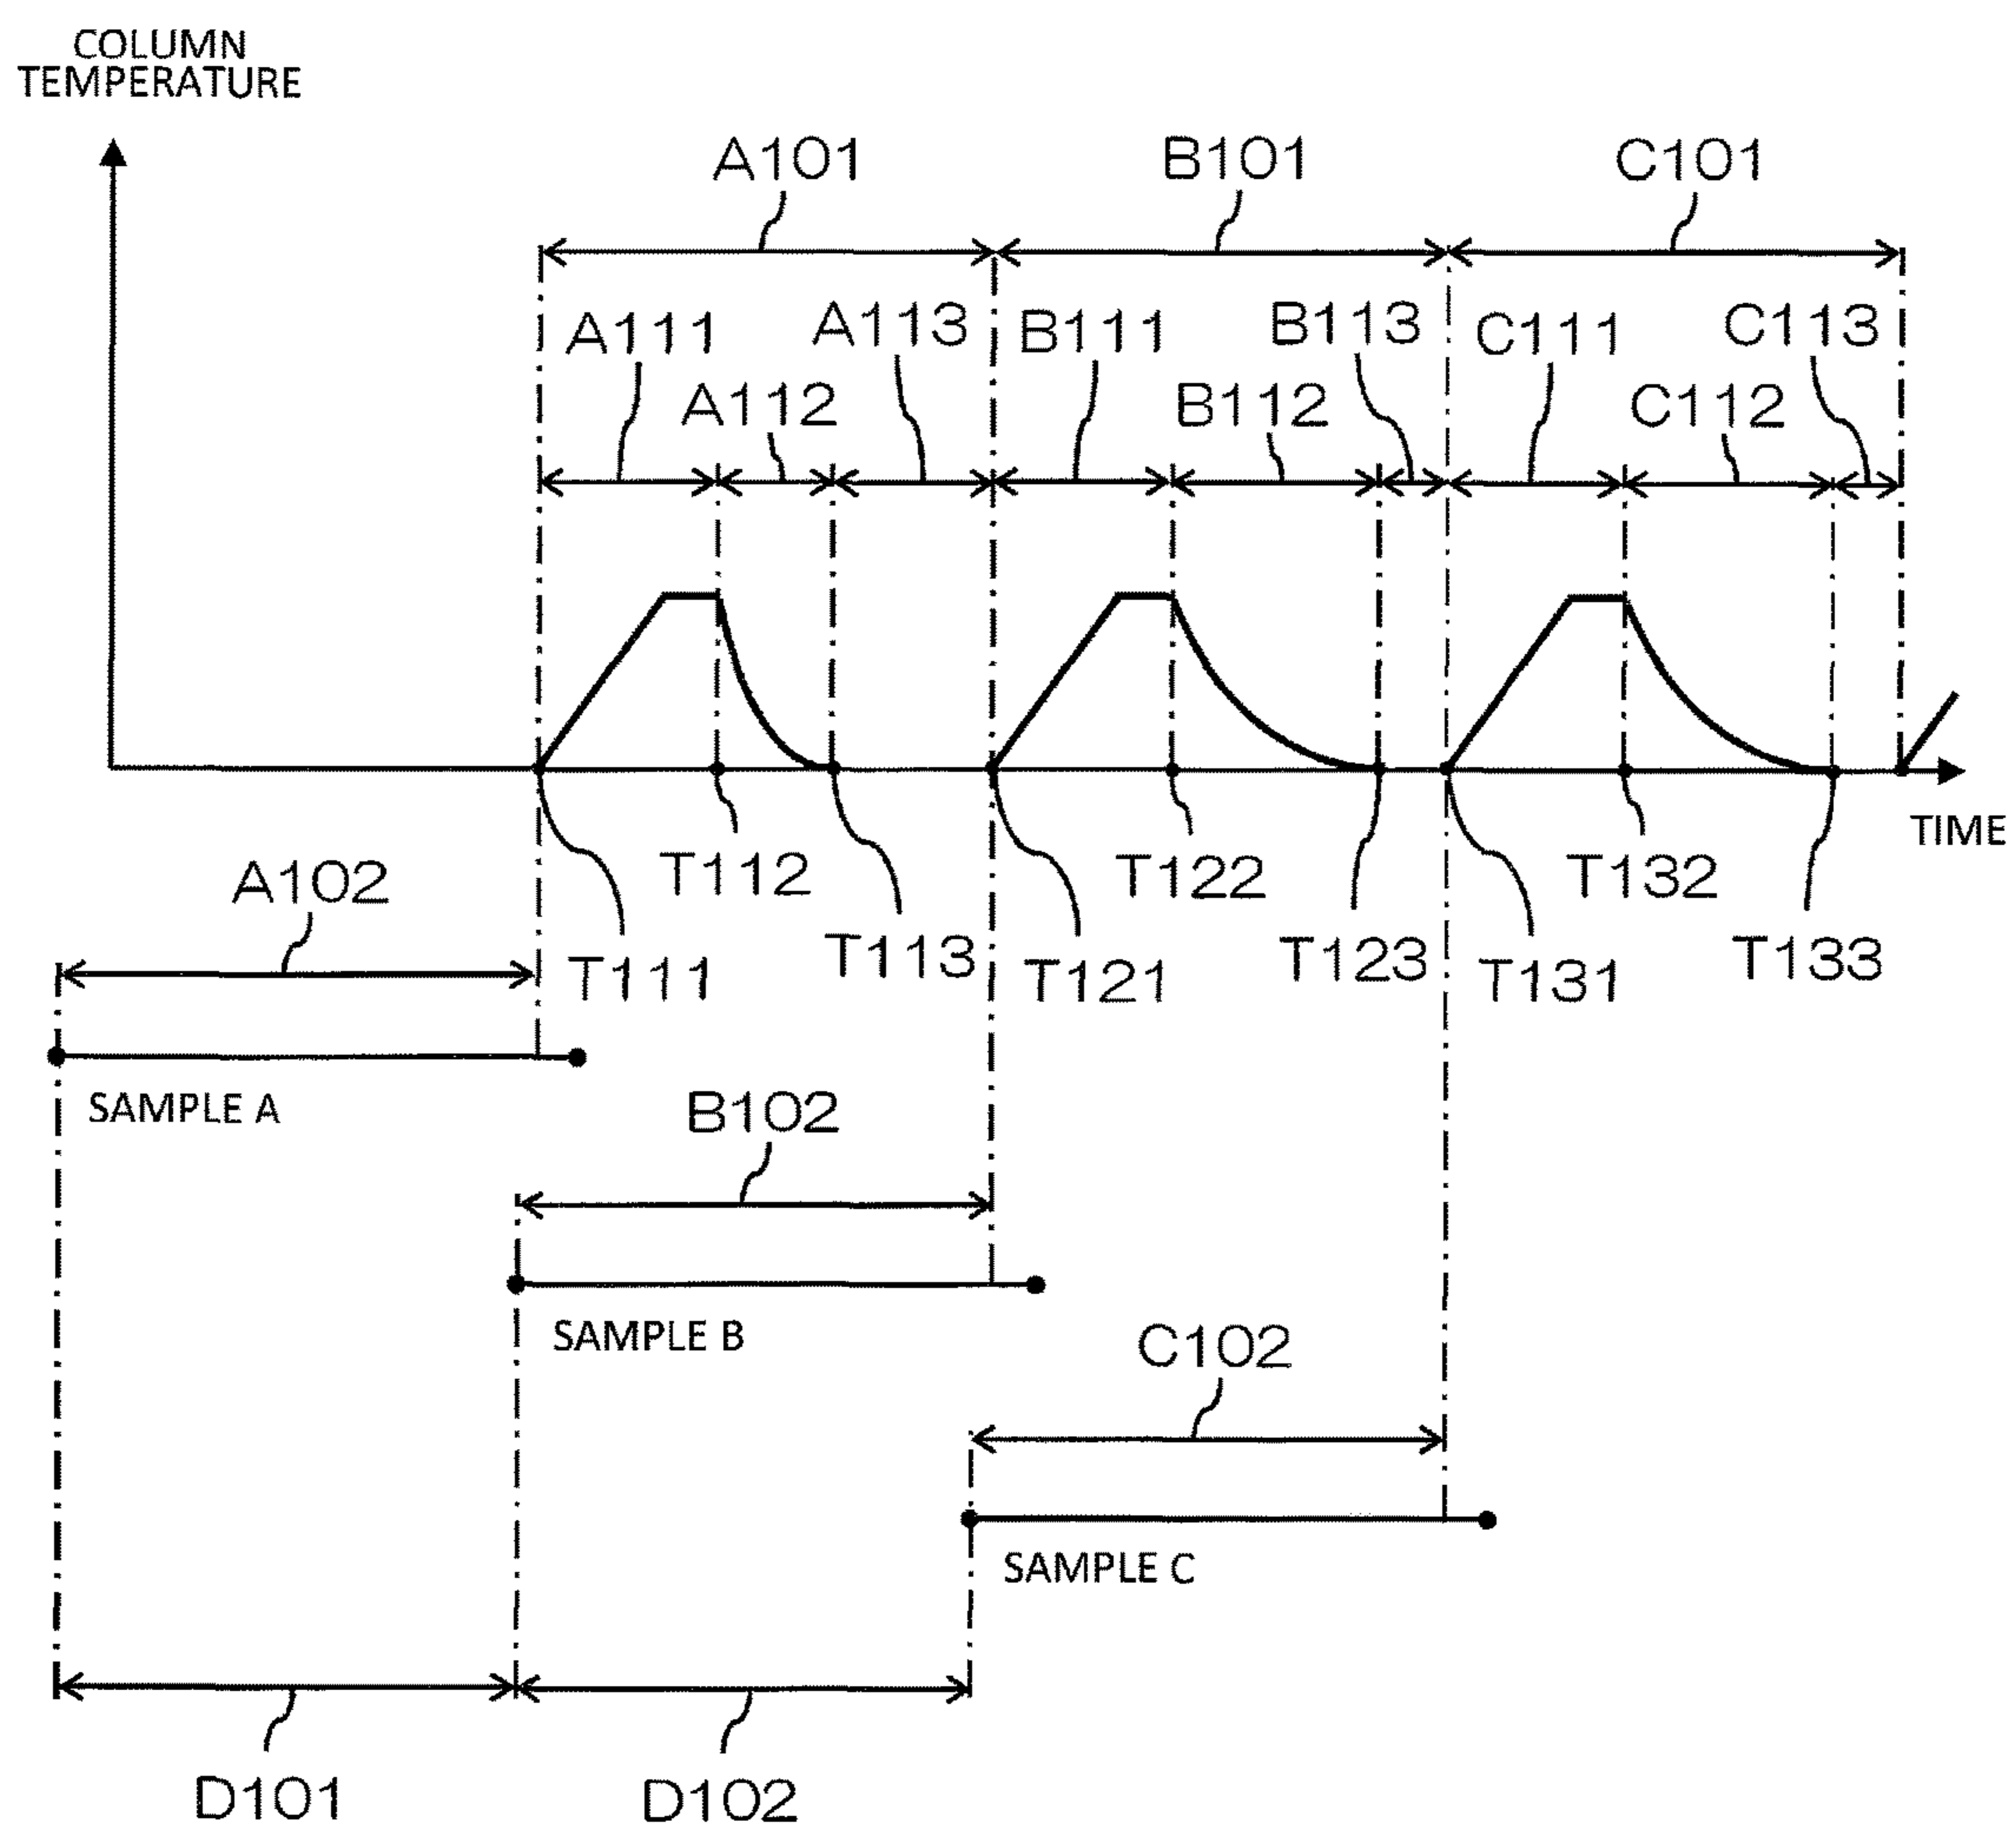 COLUMN
TEMPERATURE
A101
B101
C101
A111
A113
B111
B113
C111
C113
A112
B112
C112
TIME
T112
T122
T132
A102
T113
T123
T133
T111
T121
T131
SAMPLE A
B102
SAMPLE B
C102
SAMPLE C
D101
D102